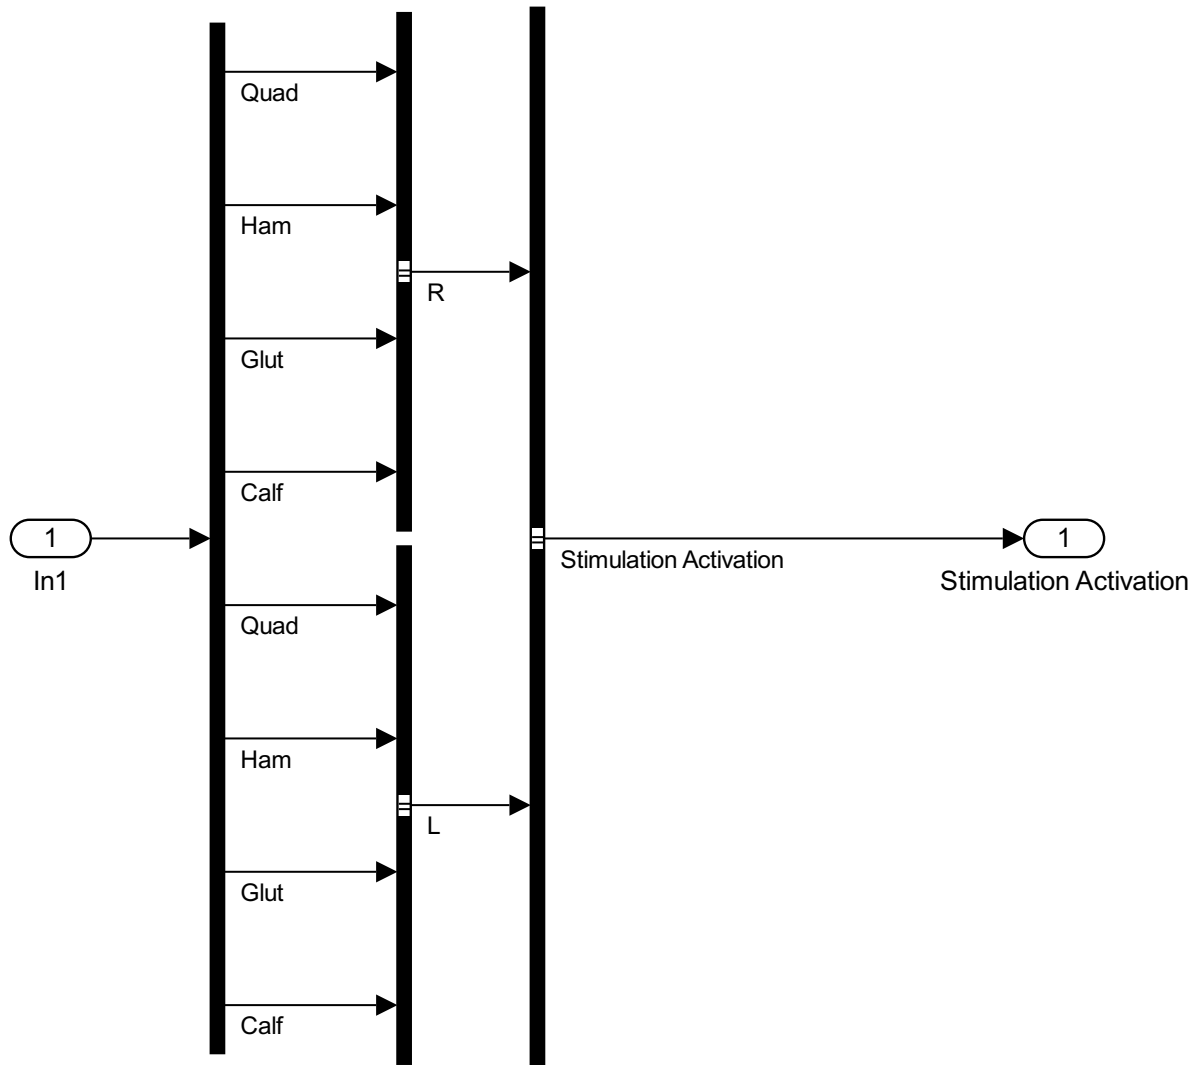 Quad
Ham
R
Glut
Calf
1
In1
Stimulation Activation
1
Stimulation Activation
Quad
Ham
L
Glut
Calf